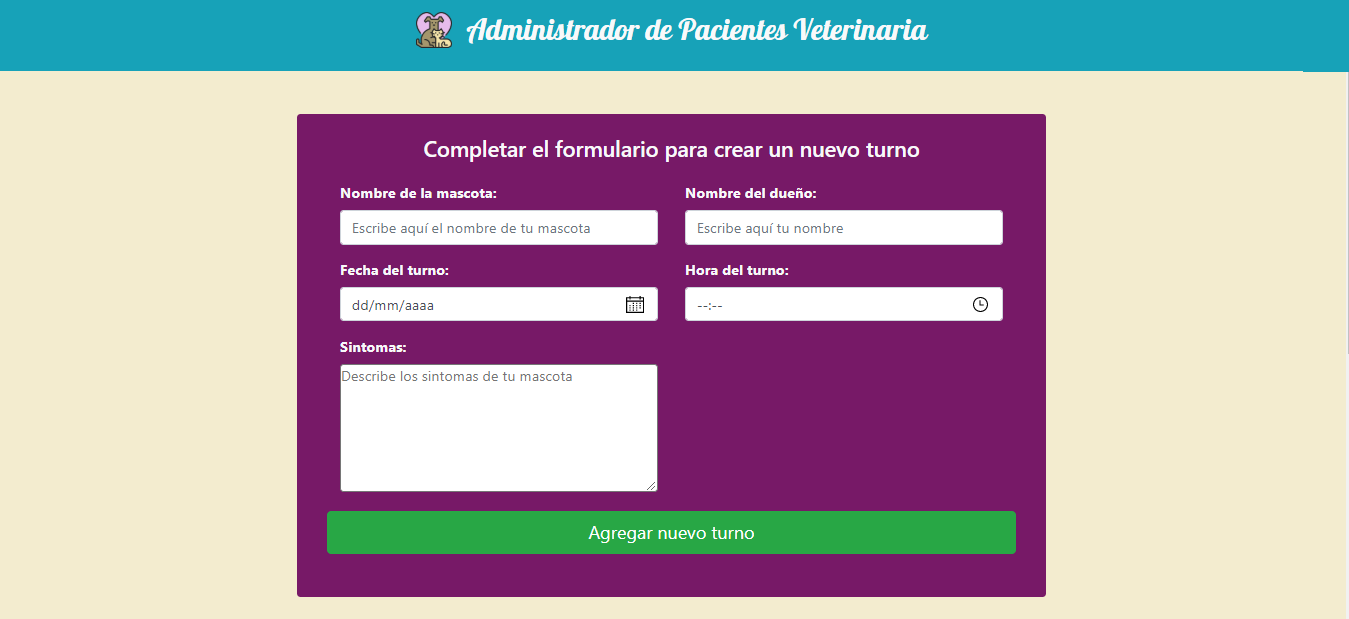 Administrador de Pacientes Veterinaria
Completar el formulario para crear un nuevo turno
Nombre de la mascota:
Nombre del dueño:
Escribe aquí el nombre de tu mascota
Escribe aquí tu nombre
Fecha del turno:
Hora del turno:
dd/mm/aaaa
--:--
Sintomas:
Describe los sintomas de tu mascota
Agregar nuevo turno